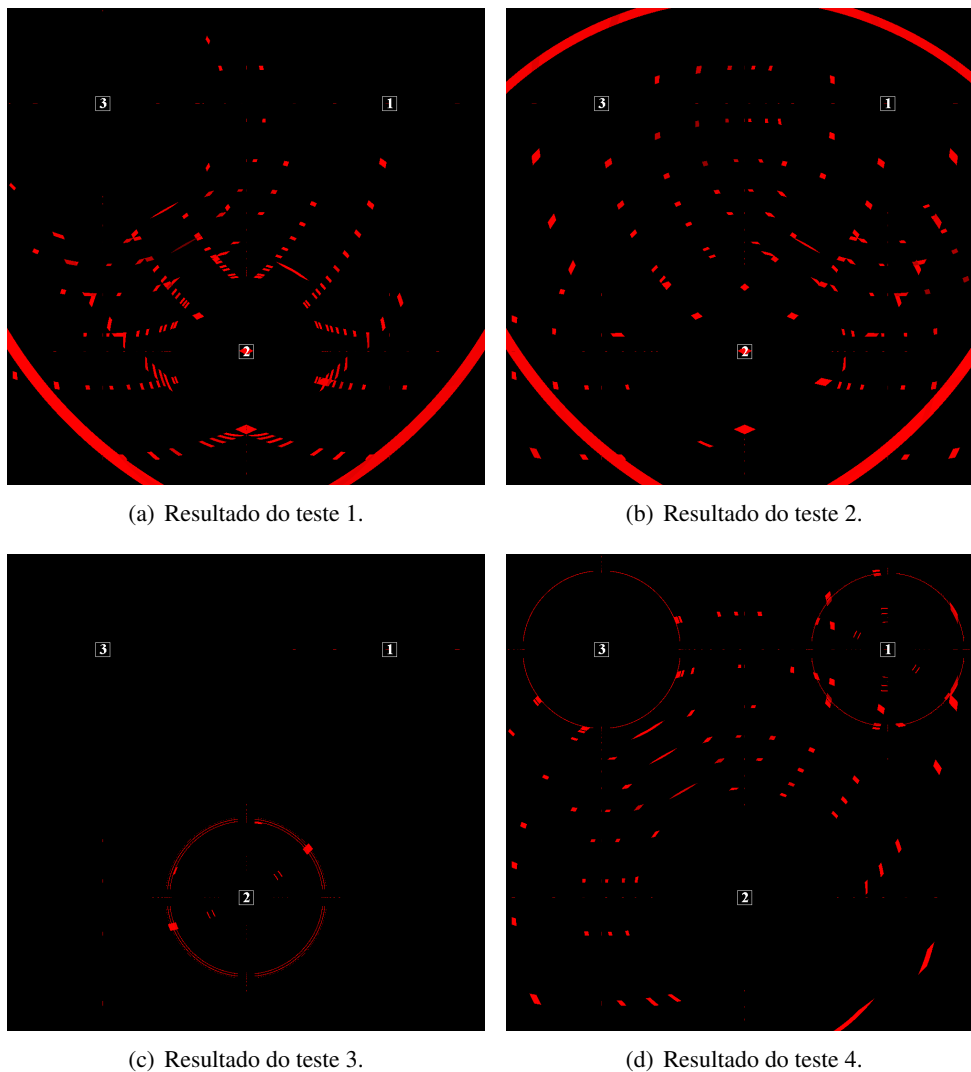 3 1
2
3 1
2
(a) Resultado do teste 1.
(b) Resultado do teste 2.
3 1
2
3 1
2
(c) Resultado do teste 3.
(d) Resultado do teste 4.